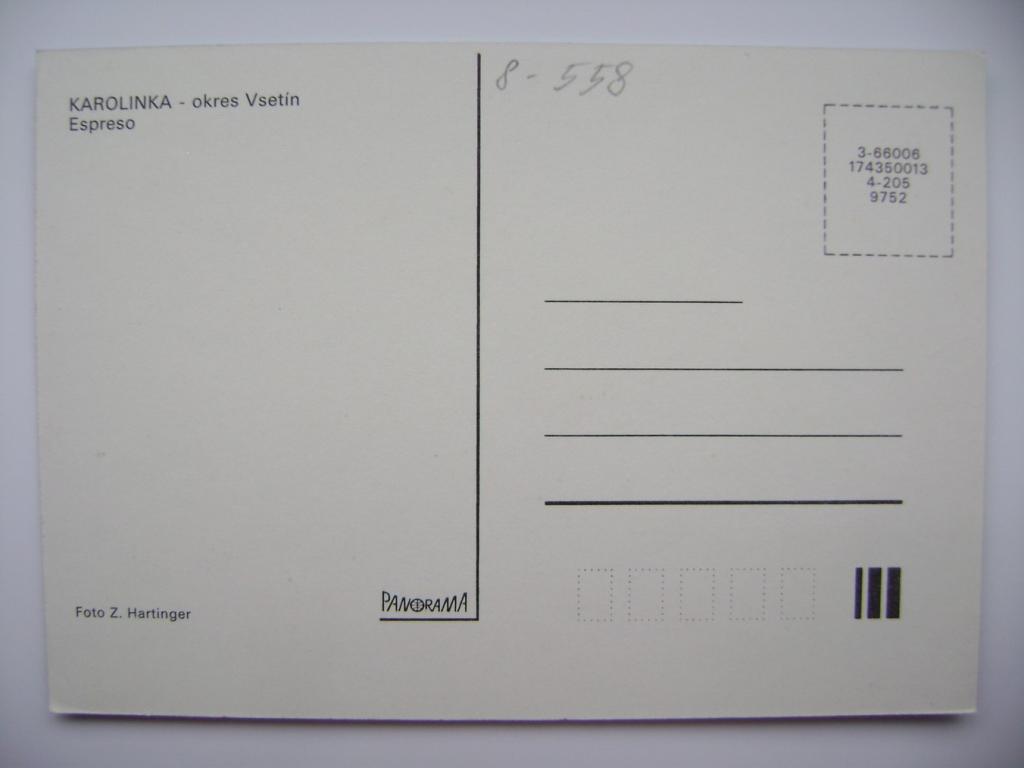 KAROLINKA - okres Vsetín
Espreso
8 - 558
3-66006
174350013
4-205
9752
Foto Z. Hartinger
PANORAMA